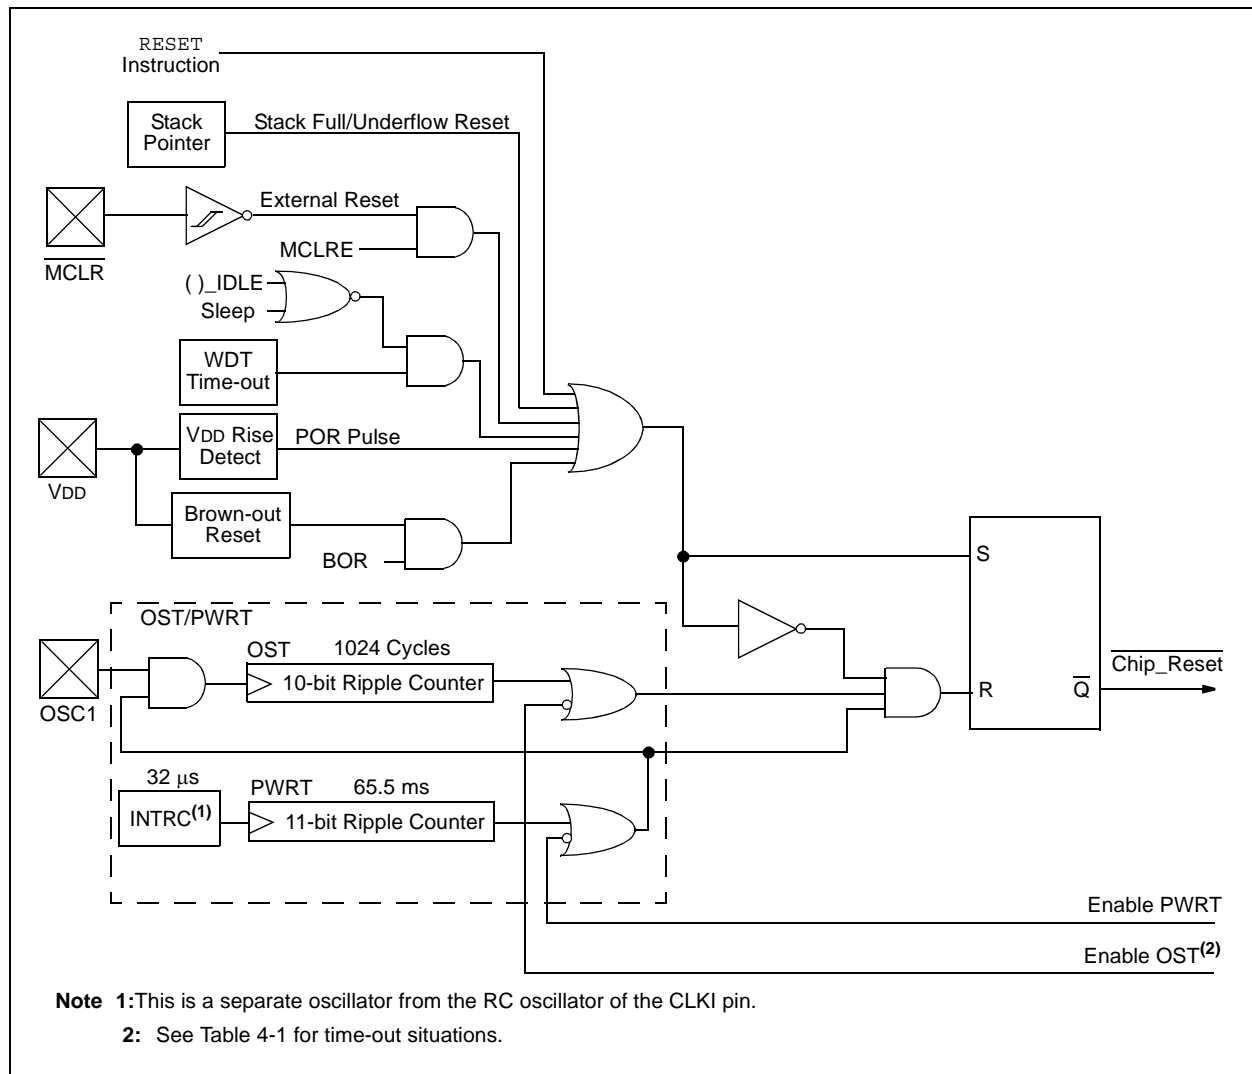 RESET
Instruction
Stack
Pointer
Stack Full/Underflow Reset
External Reset
MCLR
MCLRE
( )_IDLE
Sleep
WDT
Time-out
VDD Rise
Detect
POR Pulse
VDD
Brown-out
Reset
BOR
S
OST/PWRT
OST
1024 Cycles
10-bit Ripple Counter
OSC1
Chip_Reset
R
Q
32 μs
PWRT
65.5 ms
INTRC(1)
11-bit Ripple Counter
Enable PWRT
Enable OST(2)
Note 1:This is a separate oscillator from the RC oscillator of the CLKI pin.
2: See Table 4-1 for time-out situations.